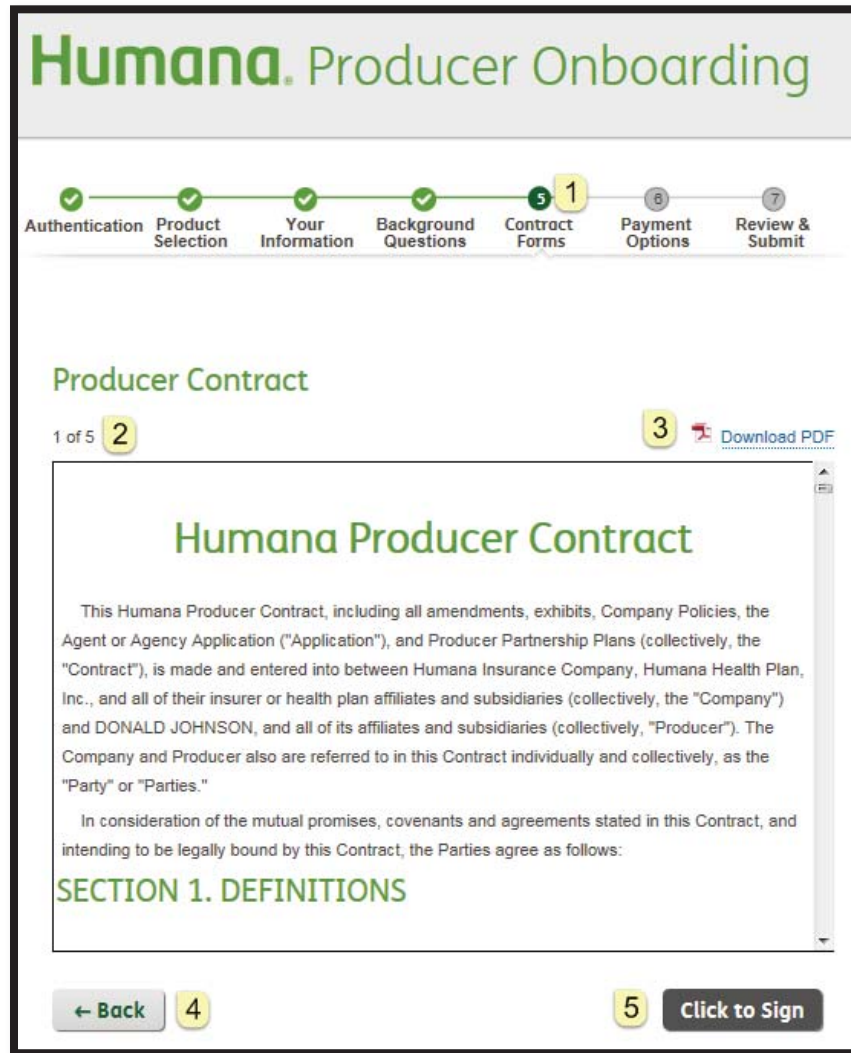 Humana® Producer Onboarding
5 1 6 7
Authentication Product Selection Your Information Background Questions Contract Forms Payment Options Review & Submit
Producer Contract
1 of 5 2 3 Download PDF
Humana Producer Contract
This Humana Producer Contract, including all amendments, exhibits, Company Policies, the
Agent or Agency Application ("Application"), and Producer Partnership Plans (collectively, the
"Contract"), is made and entered into between Humana Insurance Company, Humana Health Plan,
Inc., and all of their insurer or health plan affiliates and subsidiaries (collectively, the "Company")
and DONALD JOHNSON, and all of its affiliates and subsidiaries (collectively, "Producer"). The
Company and Producer also are referred to in this Contract individually and collectively, as the
"Party" or "Parties."
In consideration of the mutual promises, covenants and agreements stated in this Contract, and
intending to be legally bound by this Contract, the Parties agree as follows:
SECTION 1. DEFINITIONS
← Back 4 5 Click to Sign